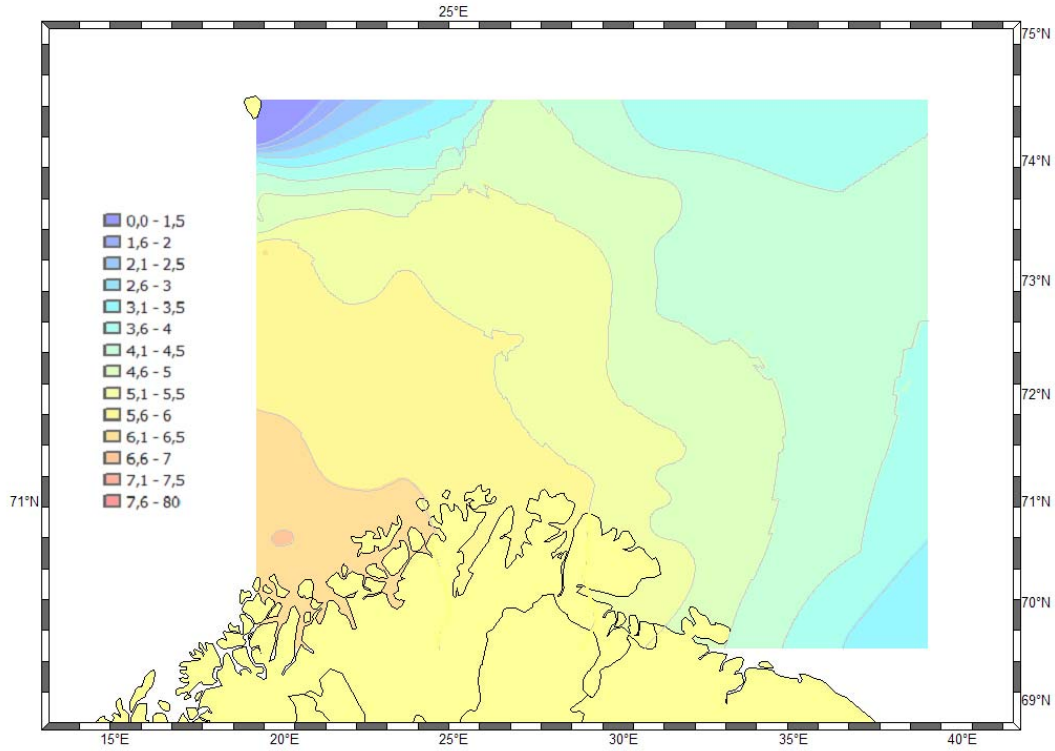 25°E
75°N
74°N
0,0 - 1,5
1,6 - 2
2,1 - 2,5
2,6 - 3
3,1 - 3,5
3,6 - 4
4,1 - 4,5
4,6 - 5
5,1 - 5,5
5,6 - 6
6,1 - 6,5
6,6 - 7
7,1 - 7,5
7,6 - 80
73°N
72°N
71°N
71°N
70°N
69°N
15°E
20°E
25°E
30°E
35°E
40°E